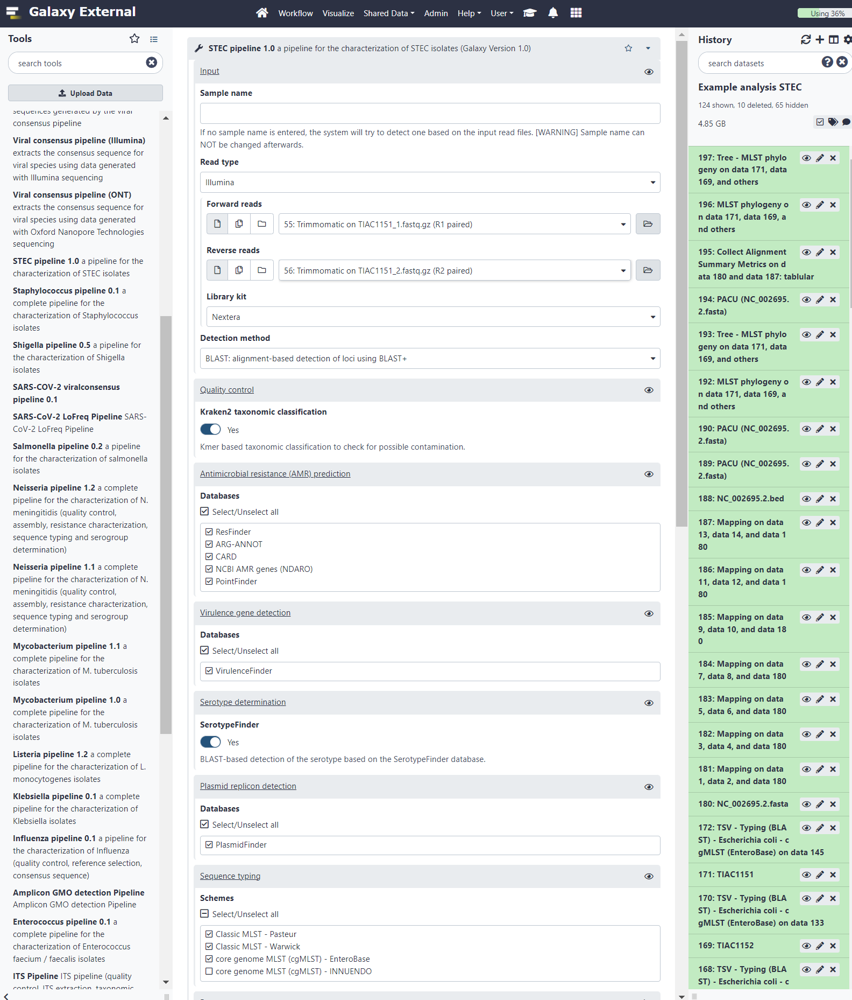 Galaxy External
Workflow
Visualize
Shared Data
Admin
Help
User
Using 36%
Tools
search tools
Upload Data
sequences generated by the viral
consensus pipeline
Viral consensus pipeline (Illumina)
extracts the consensus sequence for
viral species using data generated
with Illumina sequencing
Viral consensus pipeline (ONT)
extracts the consensus sequence for
viral species using data generated
with Oxford Nanopore Technologies
sequencing
STEC pipeline 1.0 a pipeline for the
characterization of STEC isolates
Staphylococcus pipeline 0.1 a
complete pipeline for the
characterization of Staphylococcus
isolates
Shigella pipeline 0.5 a pipeline for
the characterization of Shigella
isolates
SARS-COV-2 viralconsensus
pipeline 0.1
SARS-CoV-2 LoFreq Pipeline SARS-
CoV-2 LoFreq Pipeline
Salmonella pipeline 0.2 a pipeline
for the characterization of salmonella
isolates
Neisseria pipeline 1.2 a complete
pipeline for the characterization of N.
meningitidis (quality control,
assembly, resistance characterization,
sequence typing and serogroup
determination)
Neisseria pipeline 1.1 a complete
pipeline for the characterization of N.
meningitidis (quality control,
assembly, resistance characterization,
sequence typing and serogroup
determination)
Mycobacterium pipeline 1.1 a
complete pipeline for the
characterization of M. tuberculosis
isolates
Mycobacterium pipeline 1.0 a
complete pipeline for the
characterization of M. tuberculosis
isolates
Listeria pipeline 1.2 a complete
pipeline for the characterization of L.
monocytogenes isolates
Klebsiella pipeline 0.1 a complete
pipeline for the characterization of
Klebsiella isolates
Influenza pipeline 0.1 a pipeline for
the characterization of Influenza
(quality control, reference selection,
consensus sequence)
Amplicon GMO detection Pipeline
Amplicon GMO detection Pipeline
Enterococcus pipeline 0.1 a
complete pipeline for the
characterization of Enterococcus
faecium / faecalis isolates
ITS Pipeline ITS pipeline (quality
control, ITS extraction, taxonomic
STEC pipeline 1.0 a pipeline for the characterization of STEC isolates (Galaxy Version 1.0)
Input
Sample name
If no sample name is entered, the system will try to detect one based on the input read files. [WARNING] Sample name can
NOT be changed afterwards.
Read type
Illumina
Forward reads
55: Trimmomatic on TIAC1151_1.fastq.gz (R1 paired)
Reverse reads
56: Trimmomatic on TIAC1151_2.fastq.gz (R2 paired)
Library kit
Nextera
Detection method
BLAST: alignment-based detection of loci using BLAST+
Quality control
Kraken2 taxonomic classification
Yes
Kmer based taxonomic classification to check for possible contamination.
Antimicrobial resistance (AMR) prediction
Databases
Select/Unselect all
ResFinder
ARG-ANNOT
CARD
NCBI AMR genes (NDARO)
PointFinder
Virulence gene detection
Databases
Select/Unselect all
VirulenceFinder
Serotype determination
SerotypeFinder
Yes
BLAST-based detection of the serotype based on the SerotypeFinder database.
Plasmid replicon detection
Databases
Select/Unselect all
PlasmidFinder
Sequence typing
Schemes
Select/Unselect all
Classic MLST - Pasteur
Classic MLST - Warwick
core genome MLST (cgMLST) - EnteroBase
core genome MLST (cgMLST) - INNUENDO
History
search datasets
Example analysis STEC
124 shown, 10 deleted, 65 hidden
4.85 GB
197: Tree - MLST phylo
geny on data 171, data
169, and others
196: MLST phylogeny o
n data 171, data 169, a
nd others
195: Collect Alignment
Summary Metrics on d
ata 180 and data 187: tablular
194: PACU (NC_002695.
2.fasta)
193: Tree - MLST phylo
geny on data 171, data
169, and others
192: MLST phylogeny o
n data 171, data 169, a
nd others
190: PACU (NC_002695.
2.fasta)
189: PACU (NC_002695.
2.fasta)
188: NC_002695.2.bed
187: Mapping on data
13, data 14, and data 1
80
186: Mapping on data
11, data 12, and data 1
80
185: Mapping on data
9, data 10, and data 18
0
184: Mapping on data
7, data 8, and data 180
183: Mapping on data
5, data 6, and data 180
182: Mapping on data
3, data 4, and data 180
181: Mapping on data
1, data 2, and data 180
180: NC_002695.2.fasta
172: TSV - Typing (BLA
ST) - Escherichia coli - c
gMLST (EnteroBase) on data 145
171: TIAC1151
170: TSV - Typing (BLA
ST) - Escherichia coli - c
gMLST (EnteroBase) on data 133
169: TIAC1152
168: TSV - Typing (BLA
ST) - Escherichia coli - c